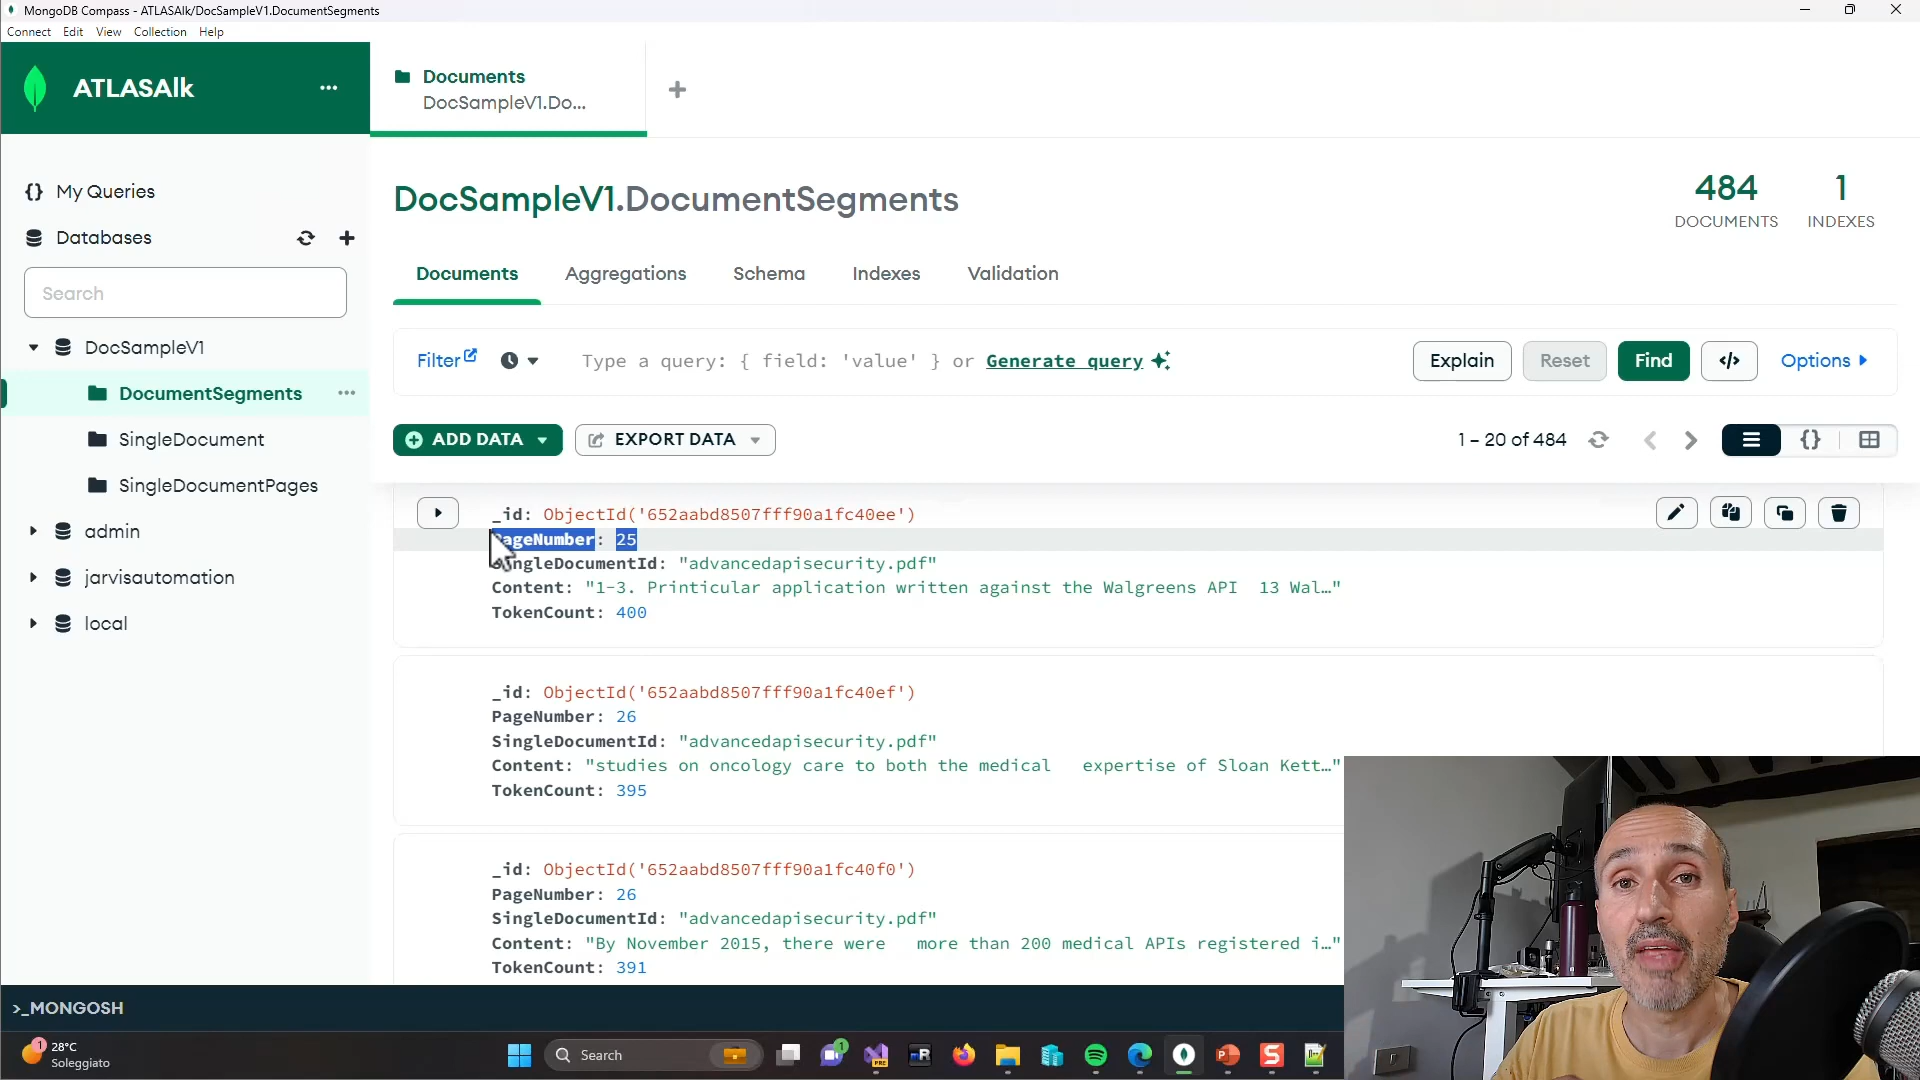 MongoDB Compass - ATLASAlk/DocSampleV1.DocumentSegments
Connect Edit View Collection Help
ATLASAlk
Documents
DocSampleV1.Do...
My Queries
Databases
Search
DocSampleV1
DocumentSegments
SingleDocument
SingleDocumentPages
admin
jarvisautomation
local
DocSampleV1.DocumentSegments
484
DOCUMENTS
1
INDEXES
Documents Aggregations Schema Indexes Validation
Filter Type a query: { field: 'value' } or Generate query Explain Reset Find </> Options
ADD DATA EXPORT DATA 1 – 20 of 484 {}
_id: ObjectId('652aabd8507fff90a1fc40ee')
PageNumber: 25
SingleDocumentId: "advancedapisecurity.pdf"
Content: "1-3. Printicular application written against the Walgreens API 13 Wal…"
TokenCount: 400
_id: ObjectId('652aabd8507fff90a1fc40ef')
PageNumber: 26
SingleDocumentId: "advancedapisecurity.pdf"
Content: "studies on oncology care to both the medical expertise of Sloan Kett…"
TokenCount: 395
_id: ObjectId('652aabd8507fff90a1fc40f0')
PageNumber: 26
SingleDocumentId: "advancedapisecurity.pdf"
Content: "By November 2015, there were more than 200 medical APIs registered i…"
TokenCount: 391
>_MONGOSH
1
28°C
Soleggiato
Search
1
PRE
R
P
S